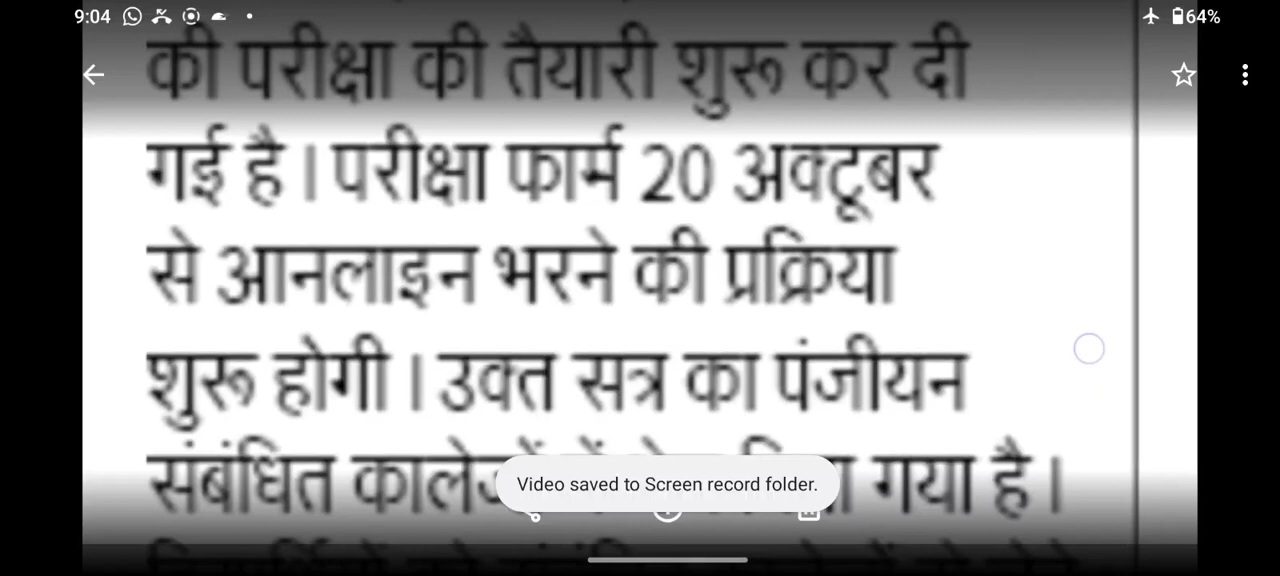 9:04
64%
की परीक्षा की तैयारी शुरू कर दी
गई है । परीक्षा फार्म 20 अक्टूबर
से आनलाइन भरने की प्रक्रिया
शुरू होगी । उक्त सत्र का पंजीयन
संबंधित गया है ।
Video saved to Screen record folder.